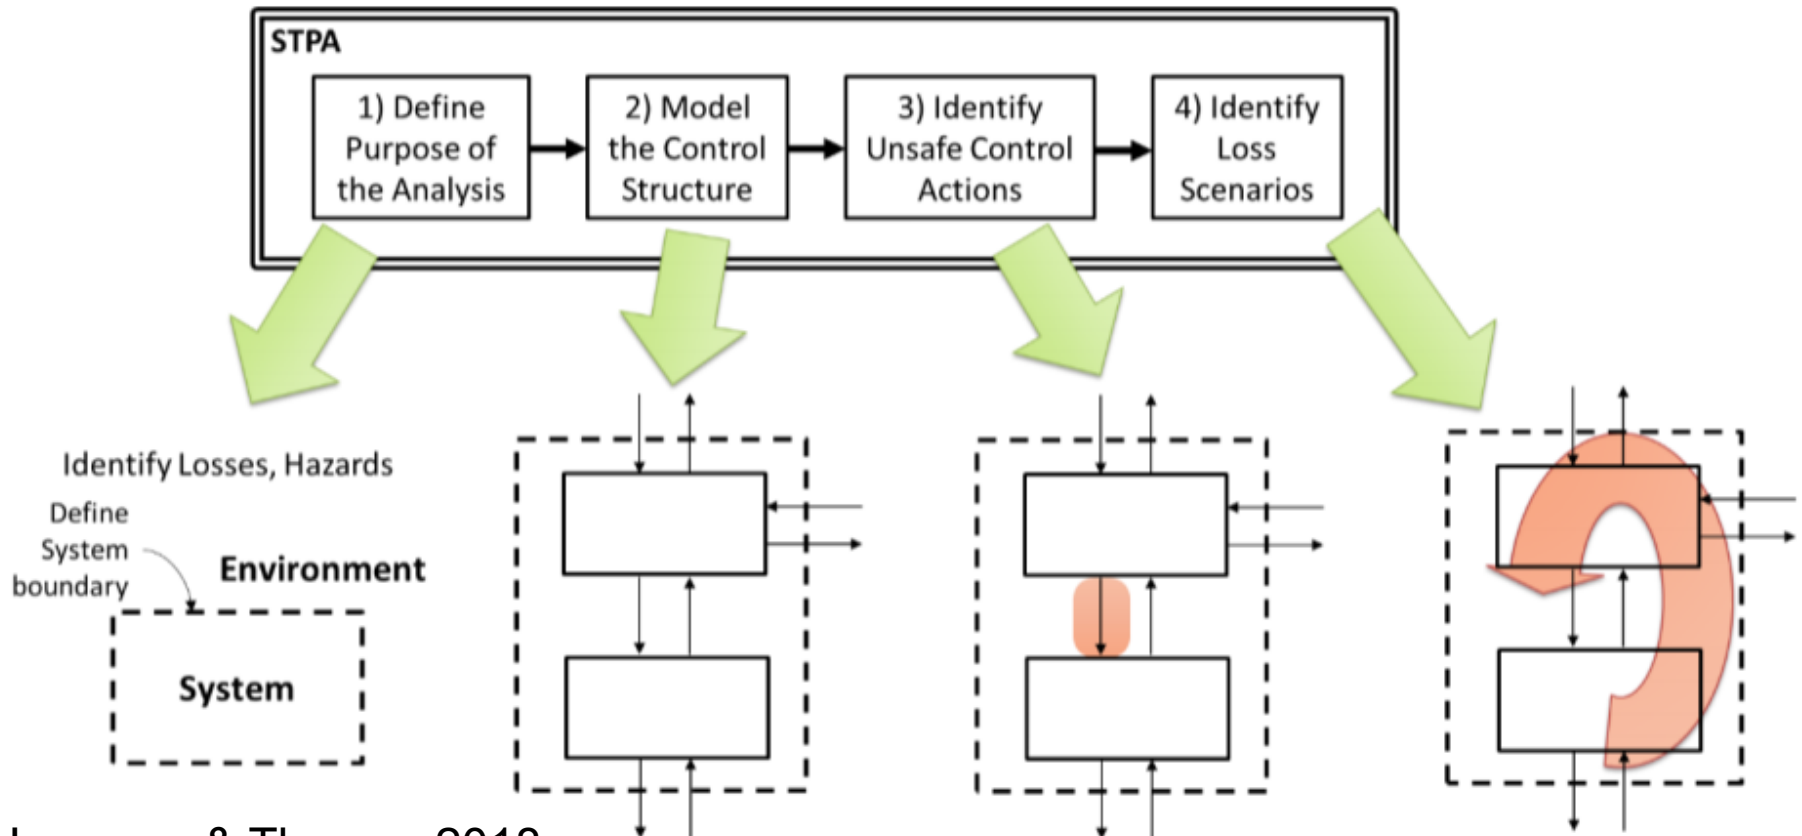 STPA
1) Define
Purpose of
the Analysis
2) Model
the Control
Structure
3) Identify
Unsafe Control
Actions
4) Identify
Loss
Scenarios
Identify Losses, Hazards
Define
System
boundary
Environment
System
&